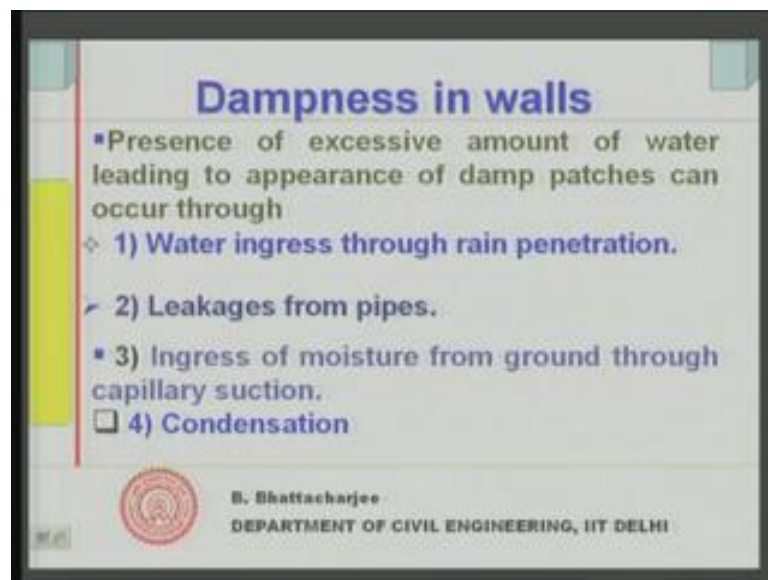 Dampness in walls
▪Presence of excessive amount of water
leading to appearance of damp patches can
occur through
❖ 1) Water ingress through rain penetration.
➢ 2) Leakages from pipes.
▪ 3) Ingress of moisture from ground through
capillary suction.
❑ 4) Condensation
B. Bhattacharjee
DEPARTMENT OF CIVIL ENGINEERING, IIT DELHI